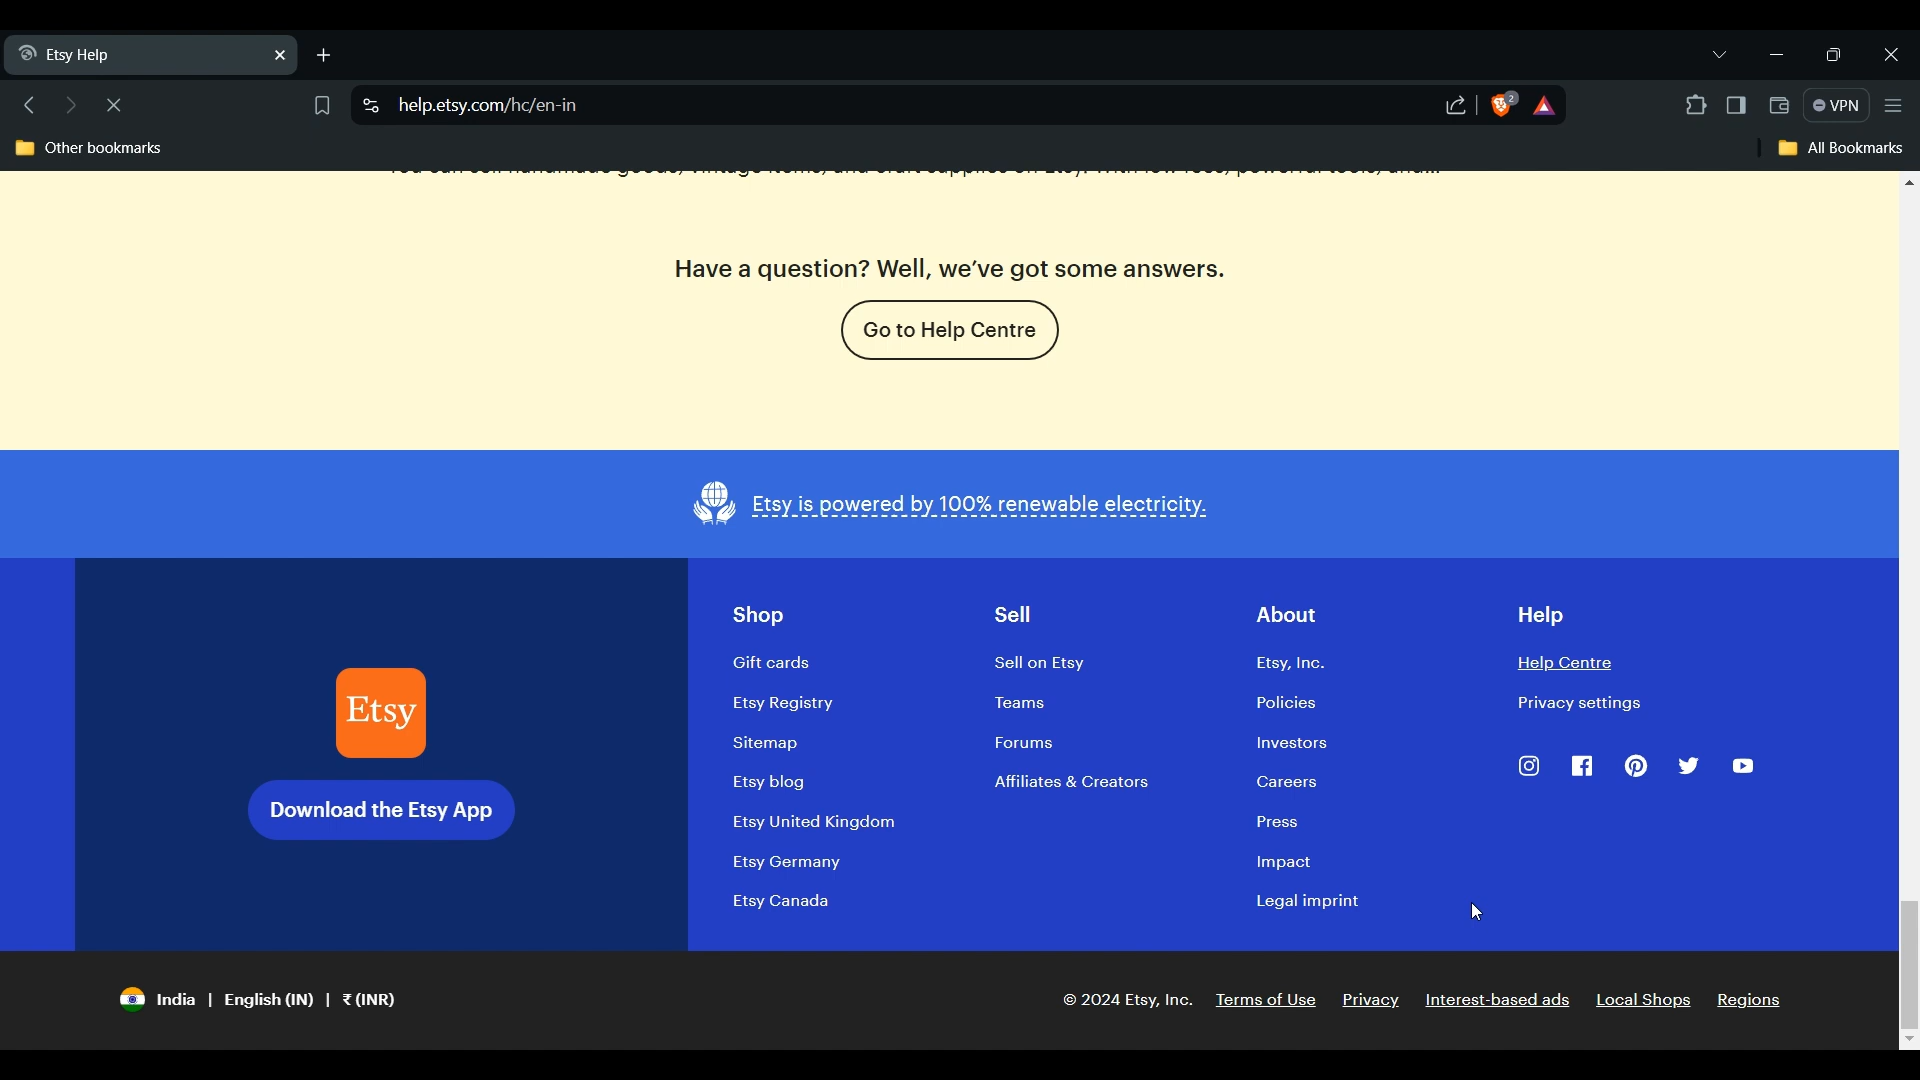 Etsy Help
help.etsy.com/hc/en-in
2
VPN
Other bookmarks
All Bookmarks
Have a question? Well, we've got some answers.
Go to Help Centre
Etsy is powered by 100% renewable electricity.
Etsy
Download the Etsy App
Shop
Gift cards
Etsy Registry
Sitemap
Etsy blog
Etsy United Kingdom
Etsy Germany
Etsy Canada
Sell
Sell on Etsy
Teams
Forums
Affiliates & Creators
About
Etsy, Inc.
Policies
Investors
Careers
Press
Impact
Legal imprint
Help
Help Centre
Privacy settings
India | English (IN) | ₹ (INR)
© 2024 Etsy, Inc. Terms of Use Privacy Interest-based ads Local Shops Regions